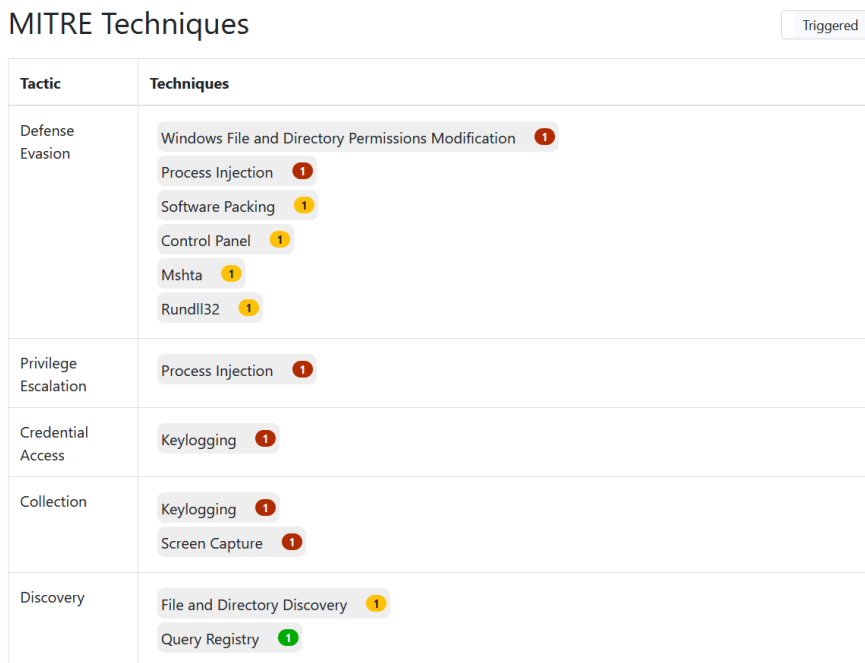 MITRE Techniques
Triggered
Tactic Techniques
Defense
Evasion
Windows File and Directory Permissions Modification 1
Process Injection 1
Software Packing 1
Control Panel 1
Mshta 1
Rundll32 1
Privilege
Escalation
Process Injection 1
Credential
Access
Keylogging 1
Collection
Keylogging 1
Screen Capture 1
Discovery
File and Directory Discovery 1
Query Registry 1